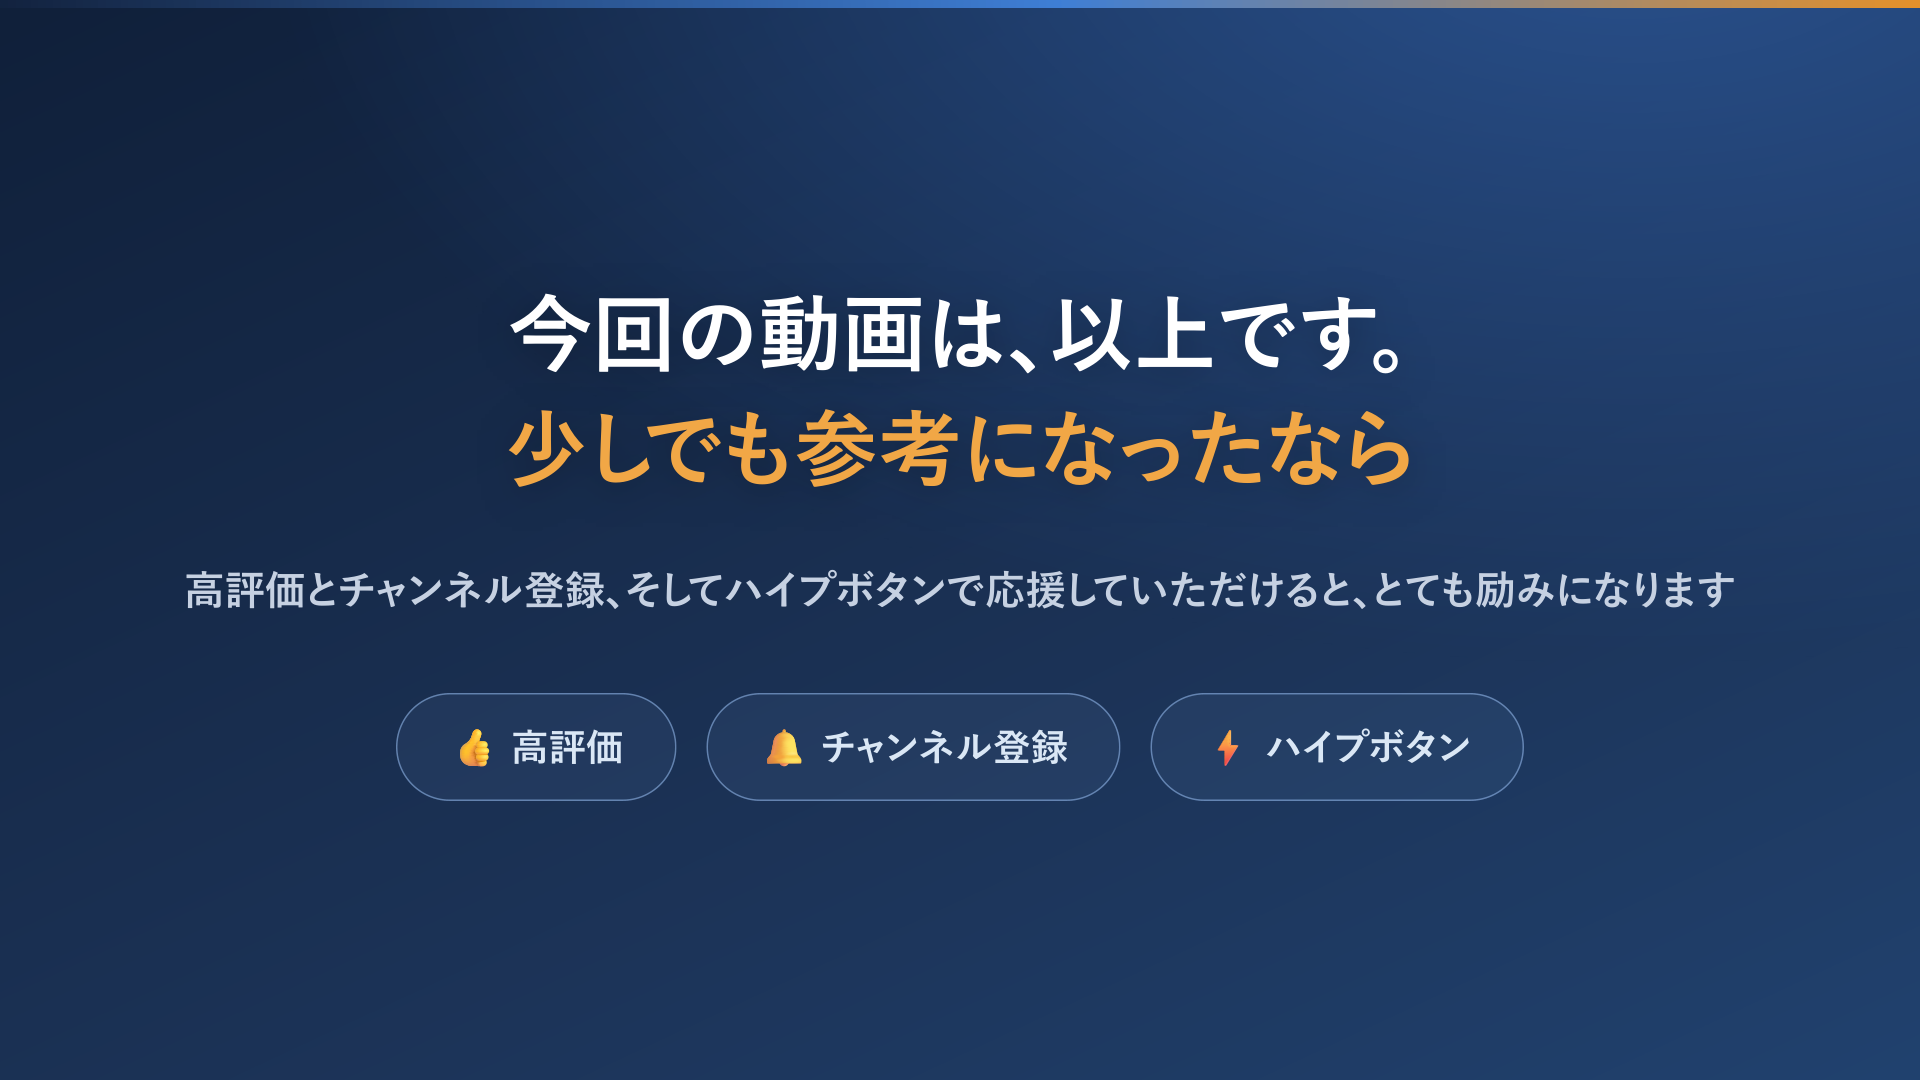 今回の動画は、以上です。
少しでも参考になったなら
高評価とチャンネル登録、そしてハイプボタンで応援していただけると、とても励みになります
👍 高評価
🔔 チャンネル登録
⚡ ハイプボタン